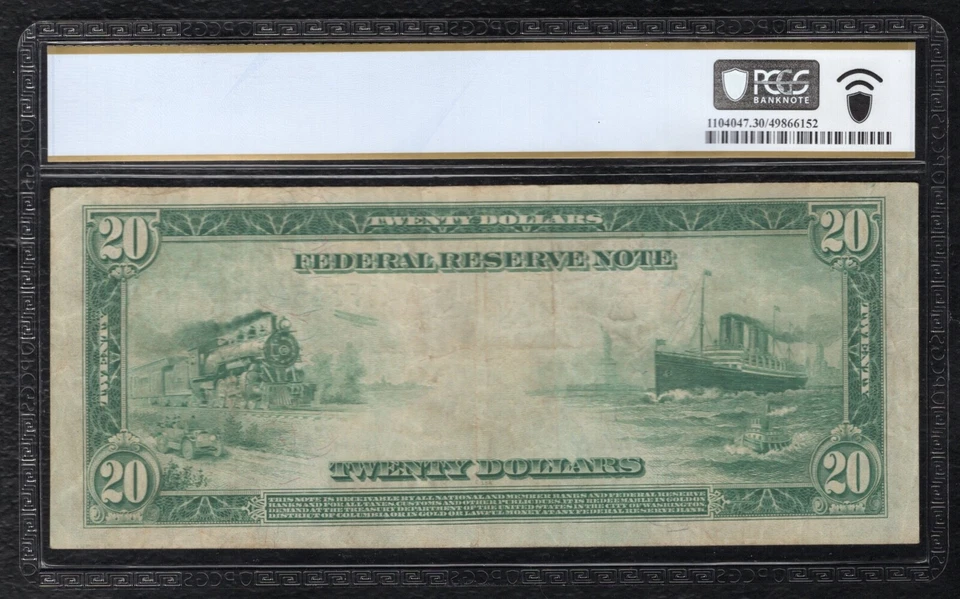 PCGS
BANKNOTE
1104047.30/49866152
20 TWENTY DOLLARS 20
FEDERAL RESERVE NOTE
TWENTY
TWENTY
TWENTY DOLLARS
20 20
THIS NOTE IS RECEIVABLE BY ALL NATIONAL AND MEMBER BANKS AND FEDERAL RESERVE
BANKS AND FOR ALL TAXES, CUSTOMS AND OTHER PUBLIC DUES. IT IS REDEEMABLE IN GOLD ON
DEMAND AT THE TREASURY DEPARTMENT OF THE UNITED STATES IN THE CITY OF WASHINGTON,
DISTRICT OF COLUMBIA OR IN GOLD OR LAWFUL MONEY AT ANY FEDERAL RESERVE BANK.